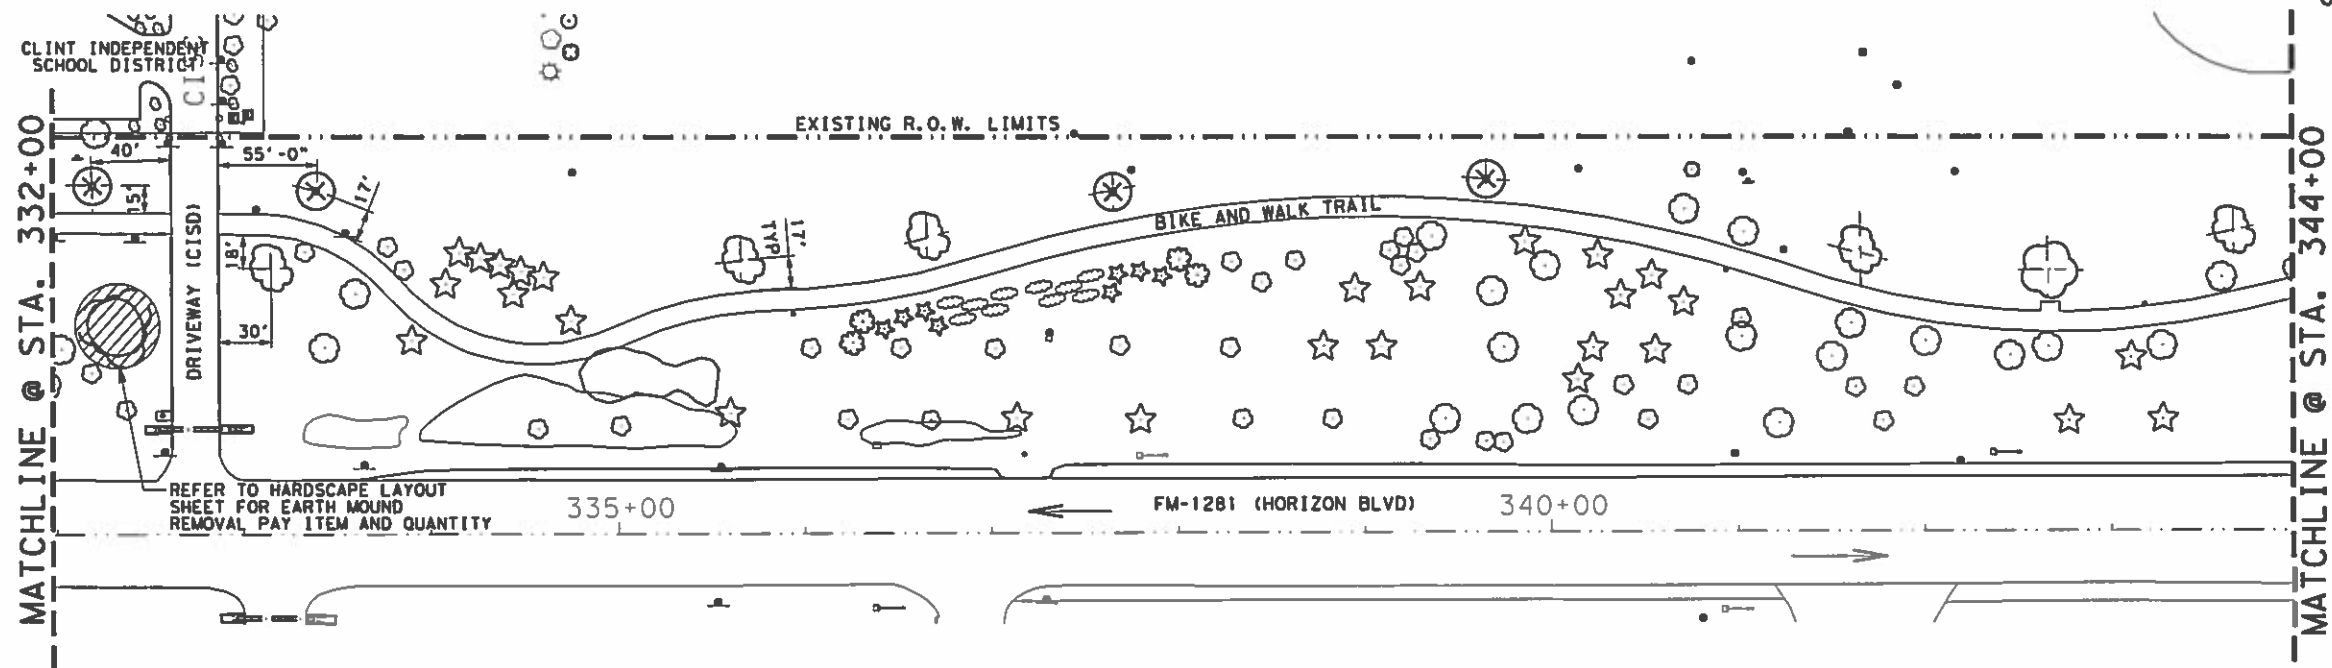 CLINT INDEPENDENT
SCHOOL DISTRICT
EXISTING R.O.W. LIMITS
40'
55'-0"
15'
17'
18'
30'
17'
TYP
BIKE AND WALK TRAIL
DRIVEWAY (CISD)
MATCHLINE @ STA. 332+00
MATCHLINE @ STA. 344+00
REFER TO HARDSCAPE LAYOUT
SHEET FOR EARTH MOUND
REMOVAL PAY ITEM AND QUANTITY
335+00
FM-1281 (HORIZON BLVD)
340+00